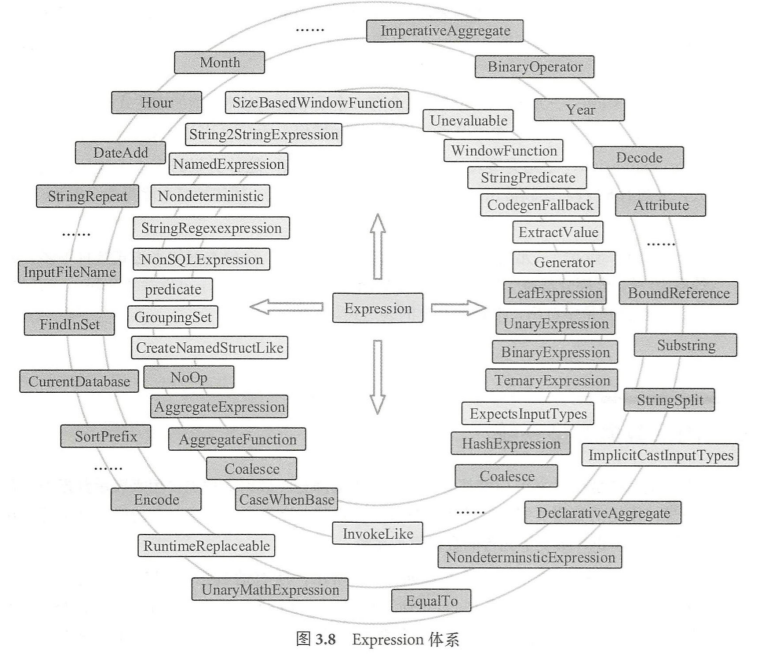 ……
ImperativeAggregate
Month
BinaryOperator
Hour
SizeBasedWindowFunction
Year
Unevaluable
String2StringExpression
DateAdd
WindowFunction
Decode
NamedExpression
StringPredicate
StringRepeat
Nondeterministic
CodegenFallback
Attribute
……
StringRegexexpression
ExtractValue
……
InputFileName
NonSQLExpression
Generator
predicate
LeafExpression
BoundReference
Expression
FindInSet
GroupingSet
UnaryExpression
CreateNamedStructLike
BinaryExpression
Substring
CurrentDatabase
NoOp
TernaryExpression
StringSplit
AggregateExpression
ExpectsInputTypes
SortPrefix
AggregateFunction
HashExpression
ImplicitCastInputTypes
……
Coalesce
Coalesce
Encode
CaseWhenBase
……
DeclarativeAggregate
InvokeLike
RuntimeReplaceable
NondeterminsticExpression
UnaryMathExpression
EqualTo
图 3.8 Expression 体系